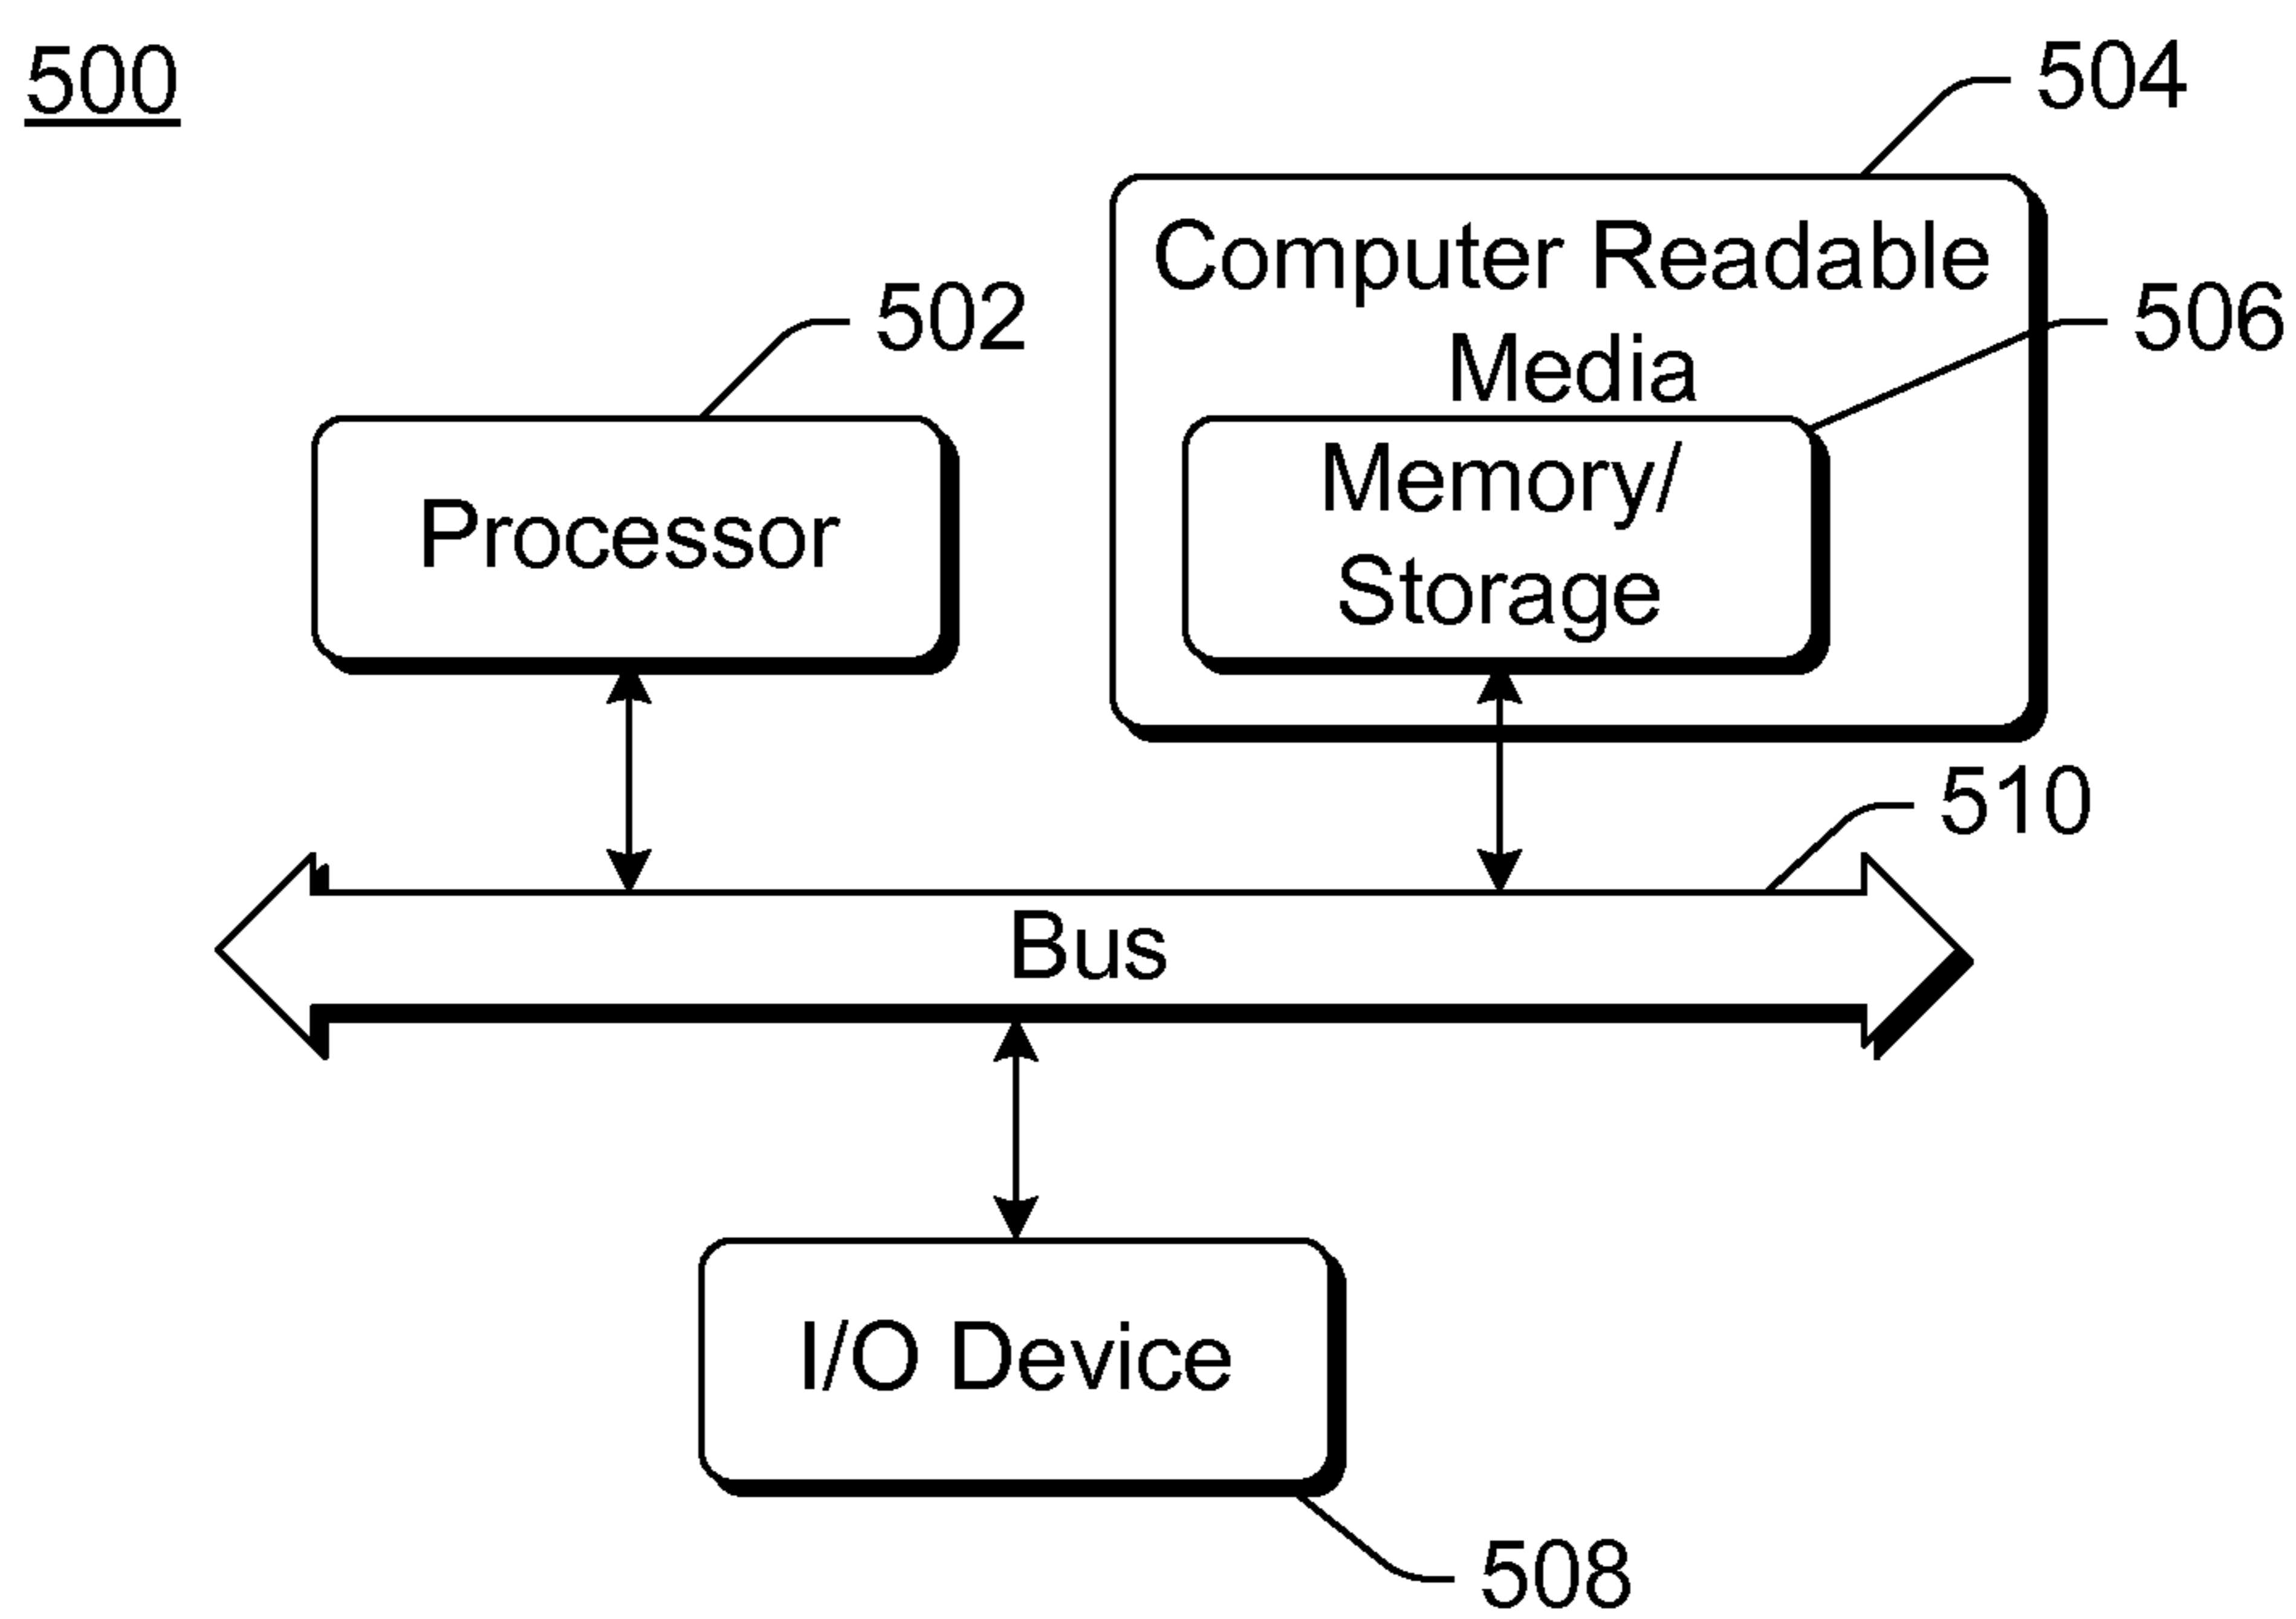 500
504
Computer Readable
Media
502
506
Processor
Memory/
Storage
510
Bus
I/O Device
508